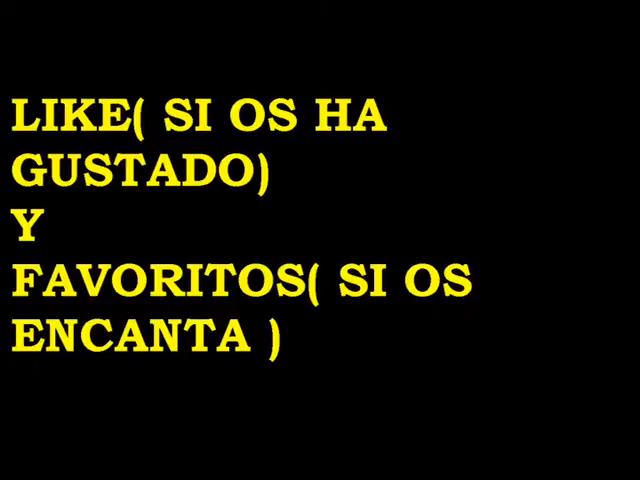 LIKE( SI OS HA
GUSTADO)
Y
FAVORITOS( SI OS
ENCANTA )